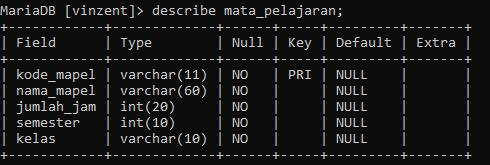 MariaDB [vinzent]> describe mata_pelajaran;
+------------+-------------+------+-----+---------+-------+
| Field      | Type        | Null | Key | Default | Extra |
+------------+-------------+------+-----+---------+-------+
| kode_mapel | varchar(11) | NO   | PRI | NULL    |       |
| nama_mapel | varchar(60) | NO   |     | NULL    |       |
| jumlah_jam | int(20)     | NO   |     | NULL    |       |
| semester   | int(10)     | NO   |     | NULL    |       |
| kelas      | varchar(10) | NO   |     | NULL    |       |
+------------+-------------+------+-----+---------+-------+